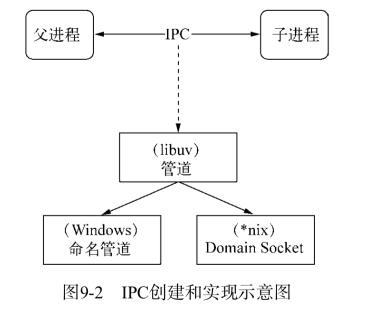 父进程
IPC
子进程
(libuv)
管道
(Windows)
命名管道
(*nix)
Domain Socket
图9-2 IPC创建和实现示意图